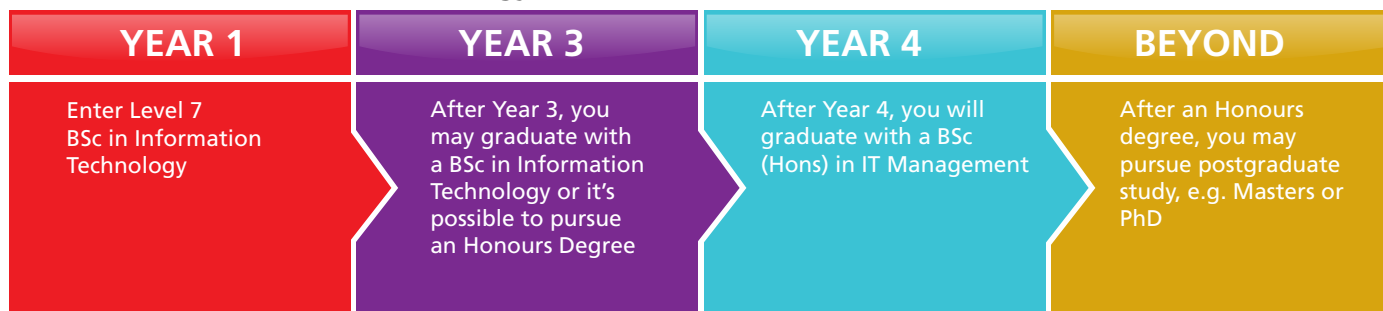 YEAR 1
Enter Level 7
BSc in Information
Technology
YEAR 3
After Year 3, you
may graduate with
a BSc in Information
Technology or it's
possible to pursue
an Honours Degree
YEAR 4
After Year 4, you will
graduate with a BSc
(Hons) in IT Management
BEYOND
After an Honours
degree, you may
pursue postgraduate
study, e.g. Masters or
PhD